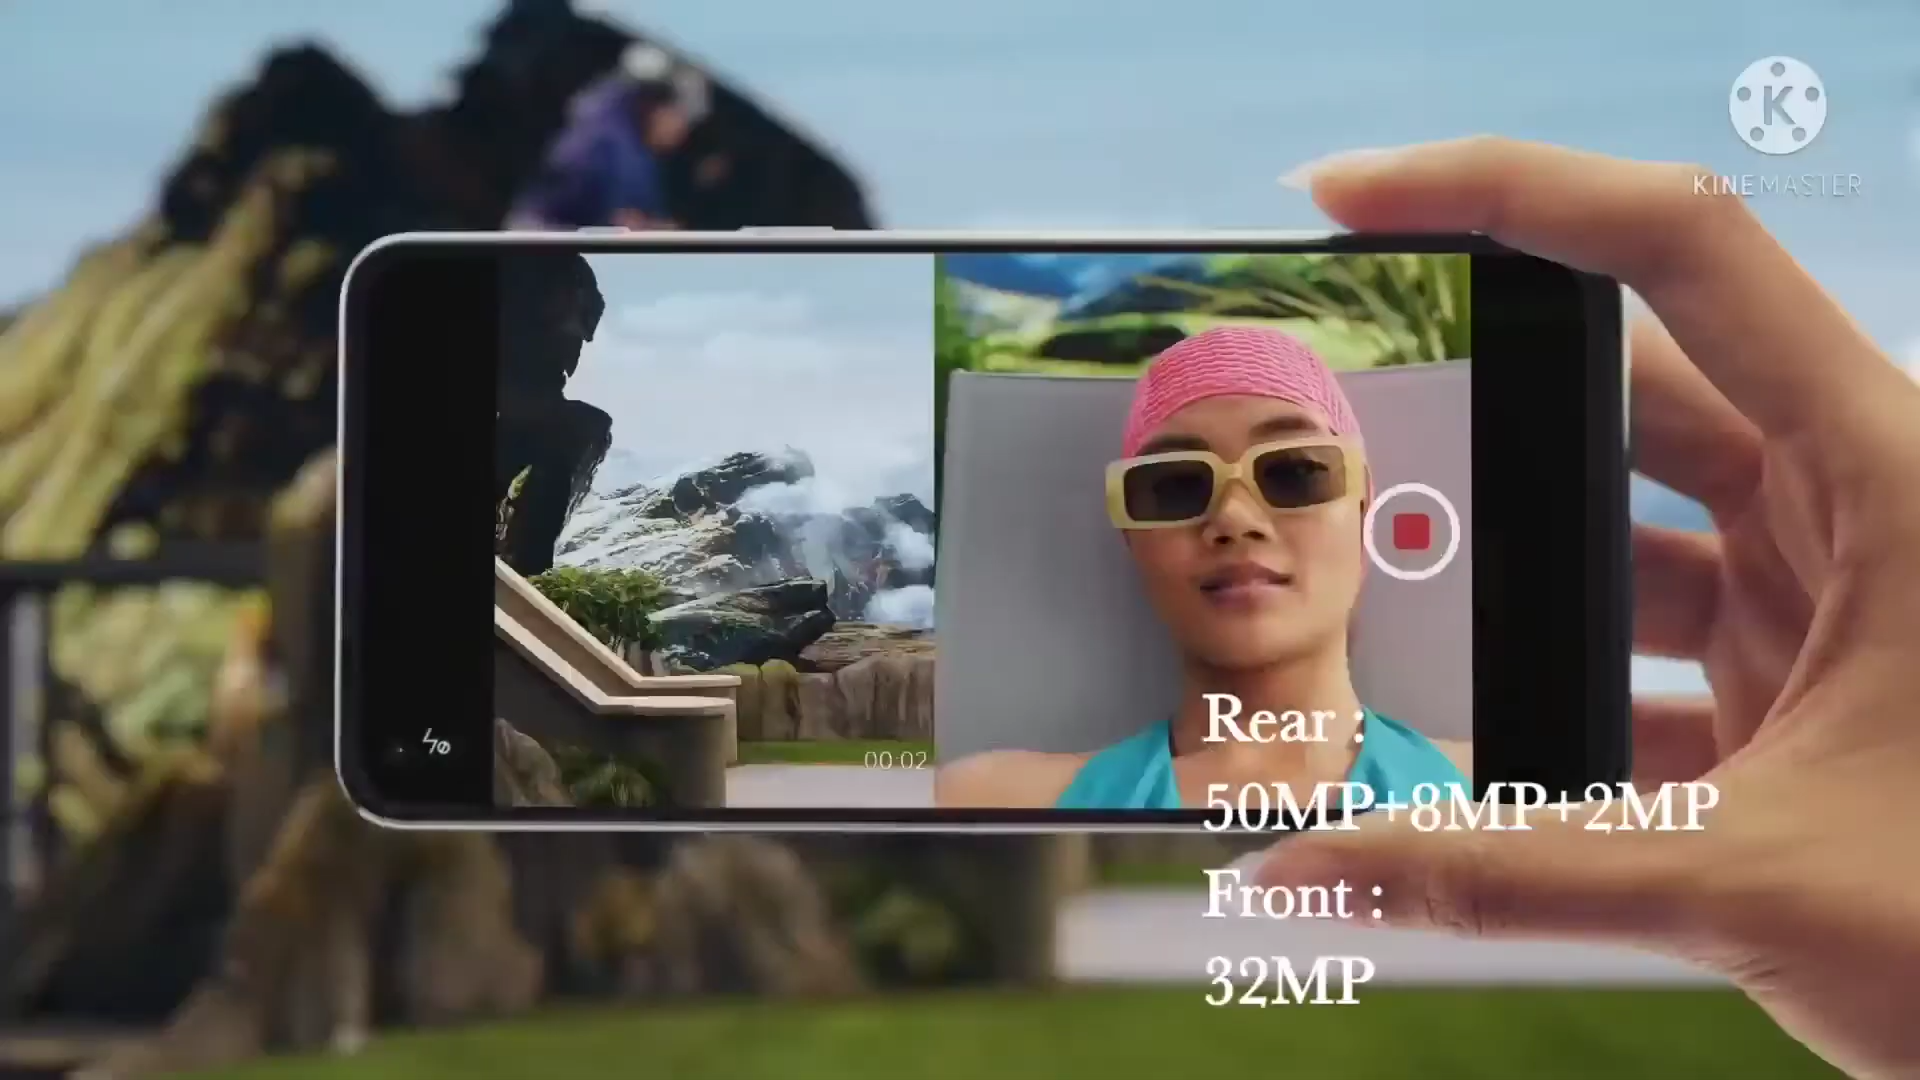 K
KINEMASTER
00:02
Rear :
50MP+8MP+2MP
Front :
32MP